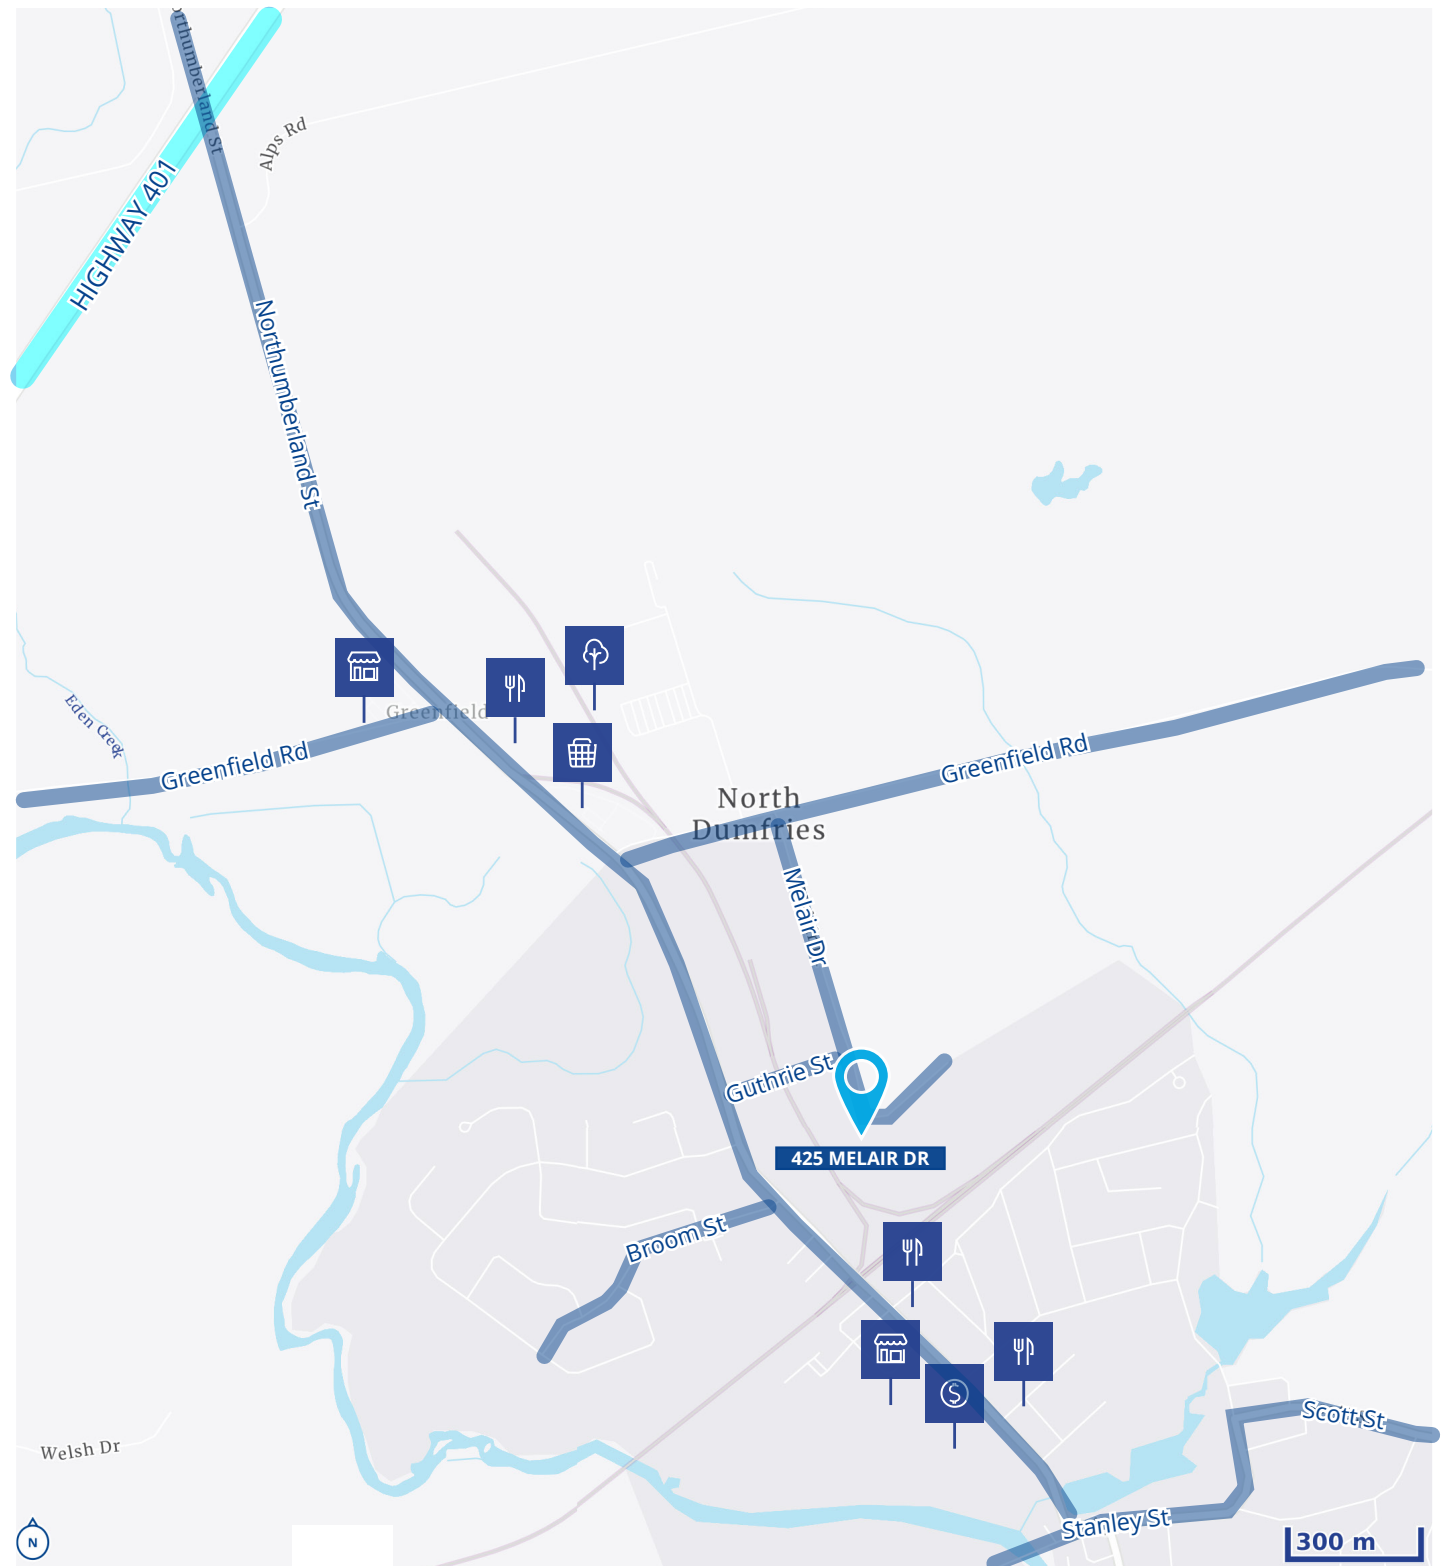 orthumberland St
Alps Rd
HIGHWAY 401
Northumberland St
Eden Creek
Greenfield
Greenfield Rd
Greenfield Rd
North
Dumfries
Melair Dr
Guthrie St
425 MELAIR DR
Broom St
Scott St
Welsh Dr
Stanley St
N
300 m